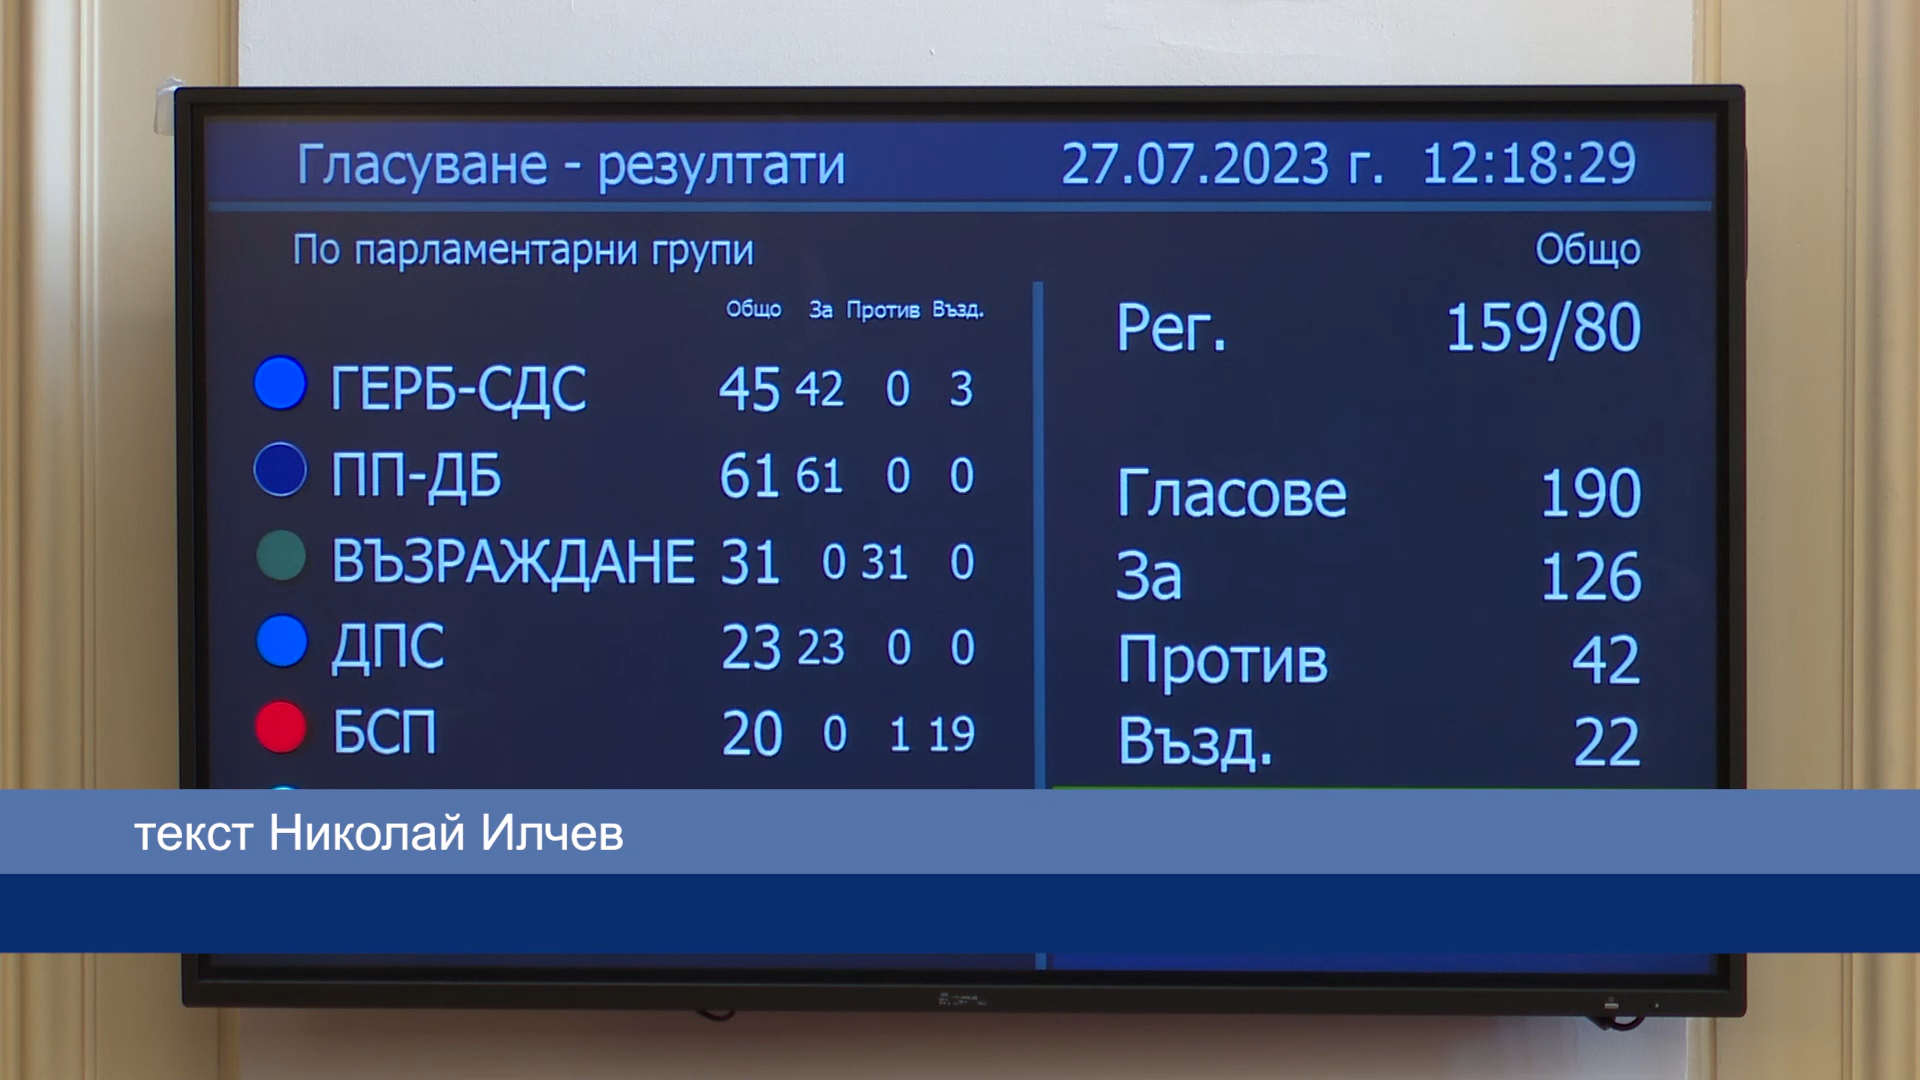 Гласуване - резултати 27.07.2023 г. 12:18:29
По парламентарни групи Общо
Общо За Против Възд.
ГЕРБ-СДС 45 42 0 3
ПП-ДБ 61 61 0 0
ВЪЗРАЖДАНЕ 31 0 31 0
ДПС 23 23 0 0
БСП 20 0 1 19
Рег. 159/80
Гласове 190
За 126
Против 42
Възд. 22
текст Николай Илчев